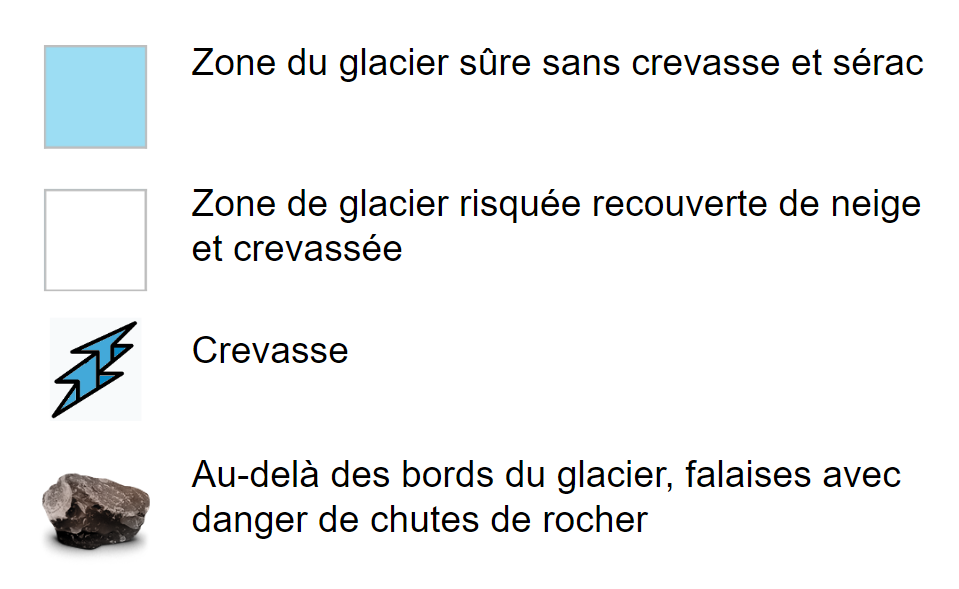 Zone du glacier sûre sans crevasse et sérac
Zone de glacier risquée recouverte de neige
et crevassée
Crevasse
Au-delà des bords du glacier, falaises avec
danger de chutes de rocher